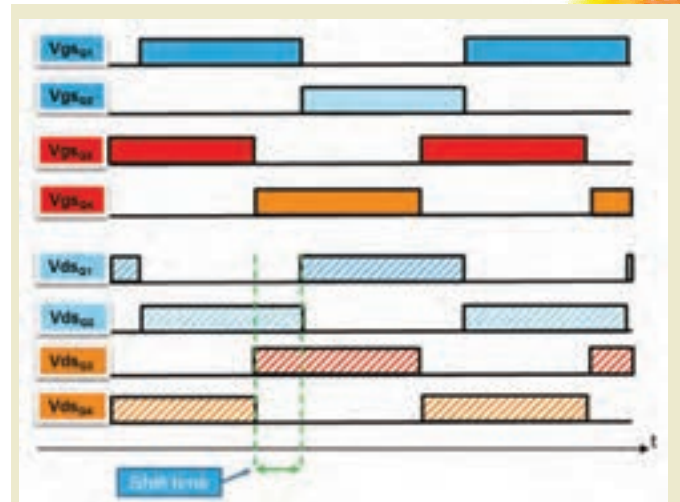 VgsQ1
VgsQ2
VgsQ3
VgsQ4
VdsQ1
VdsQ2
VdsQ3
VdsQ4
t
Shift time